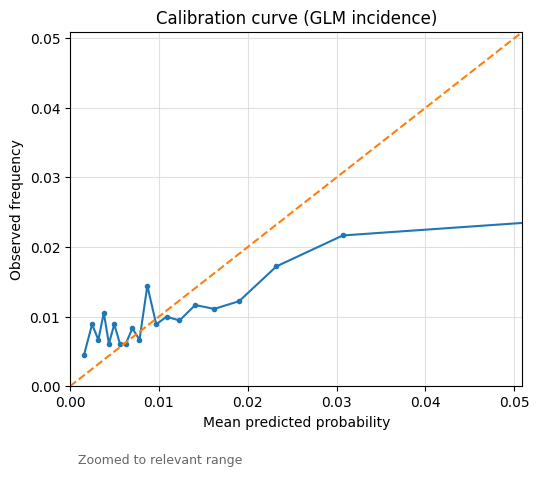 Calibration curve (GLM incidence)
0.05
0.04
0.03
0.02
0.01
0.00
Observed frequency
0.00 0.01 0.02 0.03 0.04 0.05
Mean predicted probability
Zoomed to relevant range